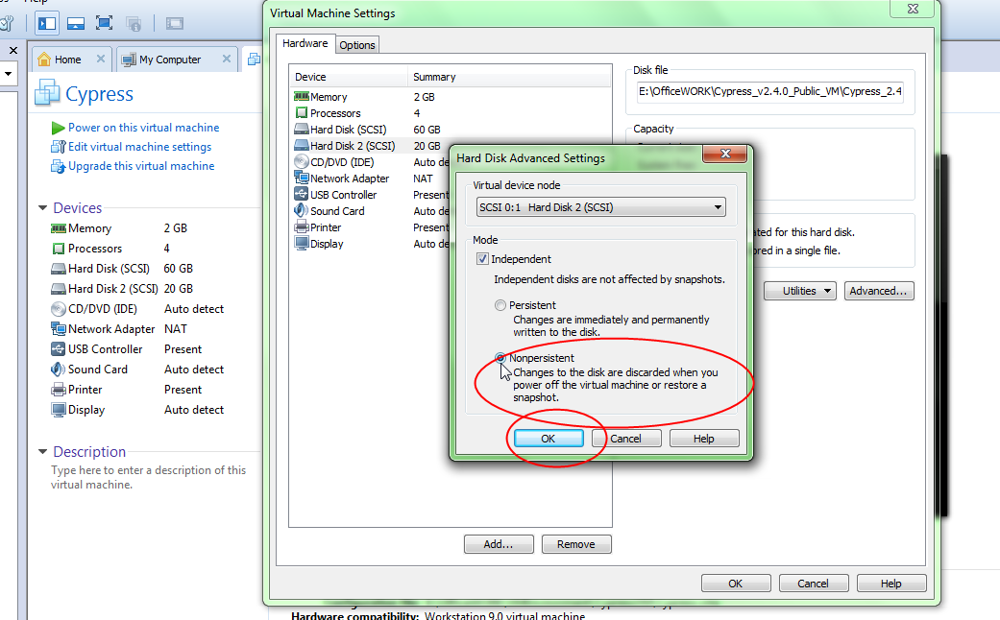 Help
Home
My Computer
Cypress
Power on this virtual machine
Edit virtual machine settings
Upgrade this virtual machine
Devices
Memory 2 GB
Processors 4
Hard Disk (SCSI) 60 GB
Hard Disk 2 (SCSI) 20 GB
CD/DVD (IDE) Auto detect
Network Adapter NAT
USB Controller Present
Sound Card Auto detect
Printer Present
Display Auto detect
Description
Type here to enter a description of this
virtual machine.
Virtual Machine Settings
Hardware Options
Device Summary
Memory 2 GB
Processors 4
Hard Disk (SCSI) 60 GB
Hard Disk 2 (SCSI) 20 GB
CD/DVD (IDE) Auto de
Network Adapter NAT
USB Controller Present
Sound Card Auto de
Printer Present
Display Auto de
Add... Remove
Disk file
E:\OfficeWORK\Cypress_v2.4.0_Public_VM\Cypress_2.4
Capacity
ated for this hard disk.
ored in a single file.
Utilities Advanced...
OK Cancel Help
Hard Disk Advanced Settings
Virtual device node
SCSI 0:1 Hard Disk 2 (SCSI)
Mode
Independent
Independent disks are not affected by snapshots.
Persistent
Changes are immediately and permanently
written to the disk.
Nonpersistent
Changes to the disk are discarded when you
power off the virtual machine or restore a
snapshot.
OK Cancel Help
Hardware compatibility: Workstation 9.0 virtual machine